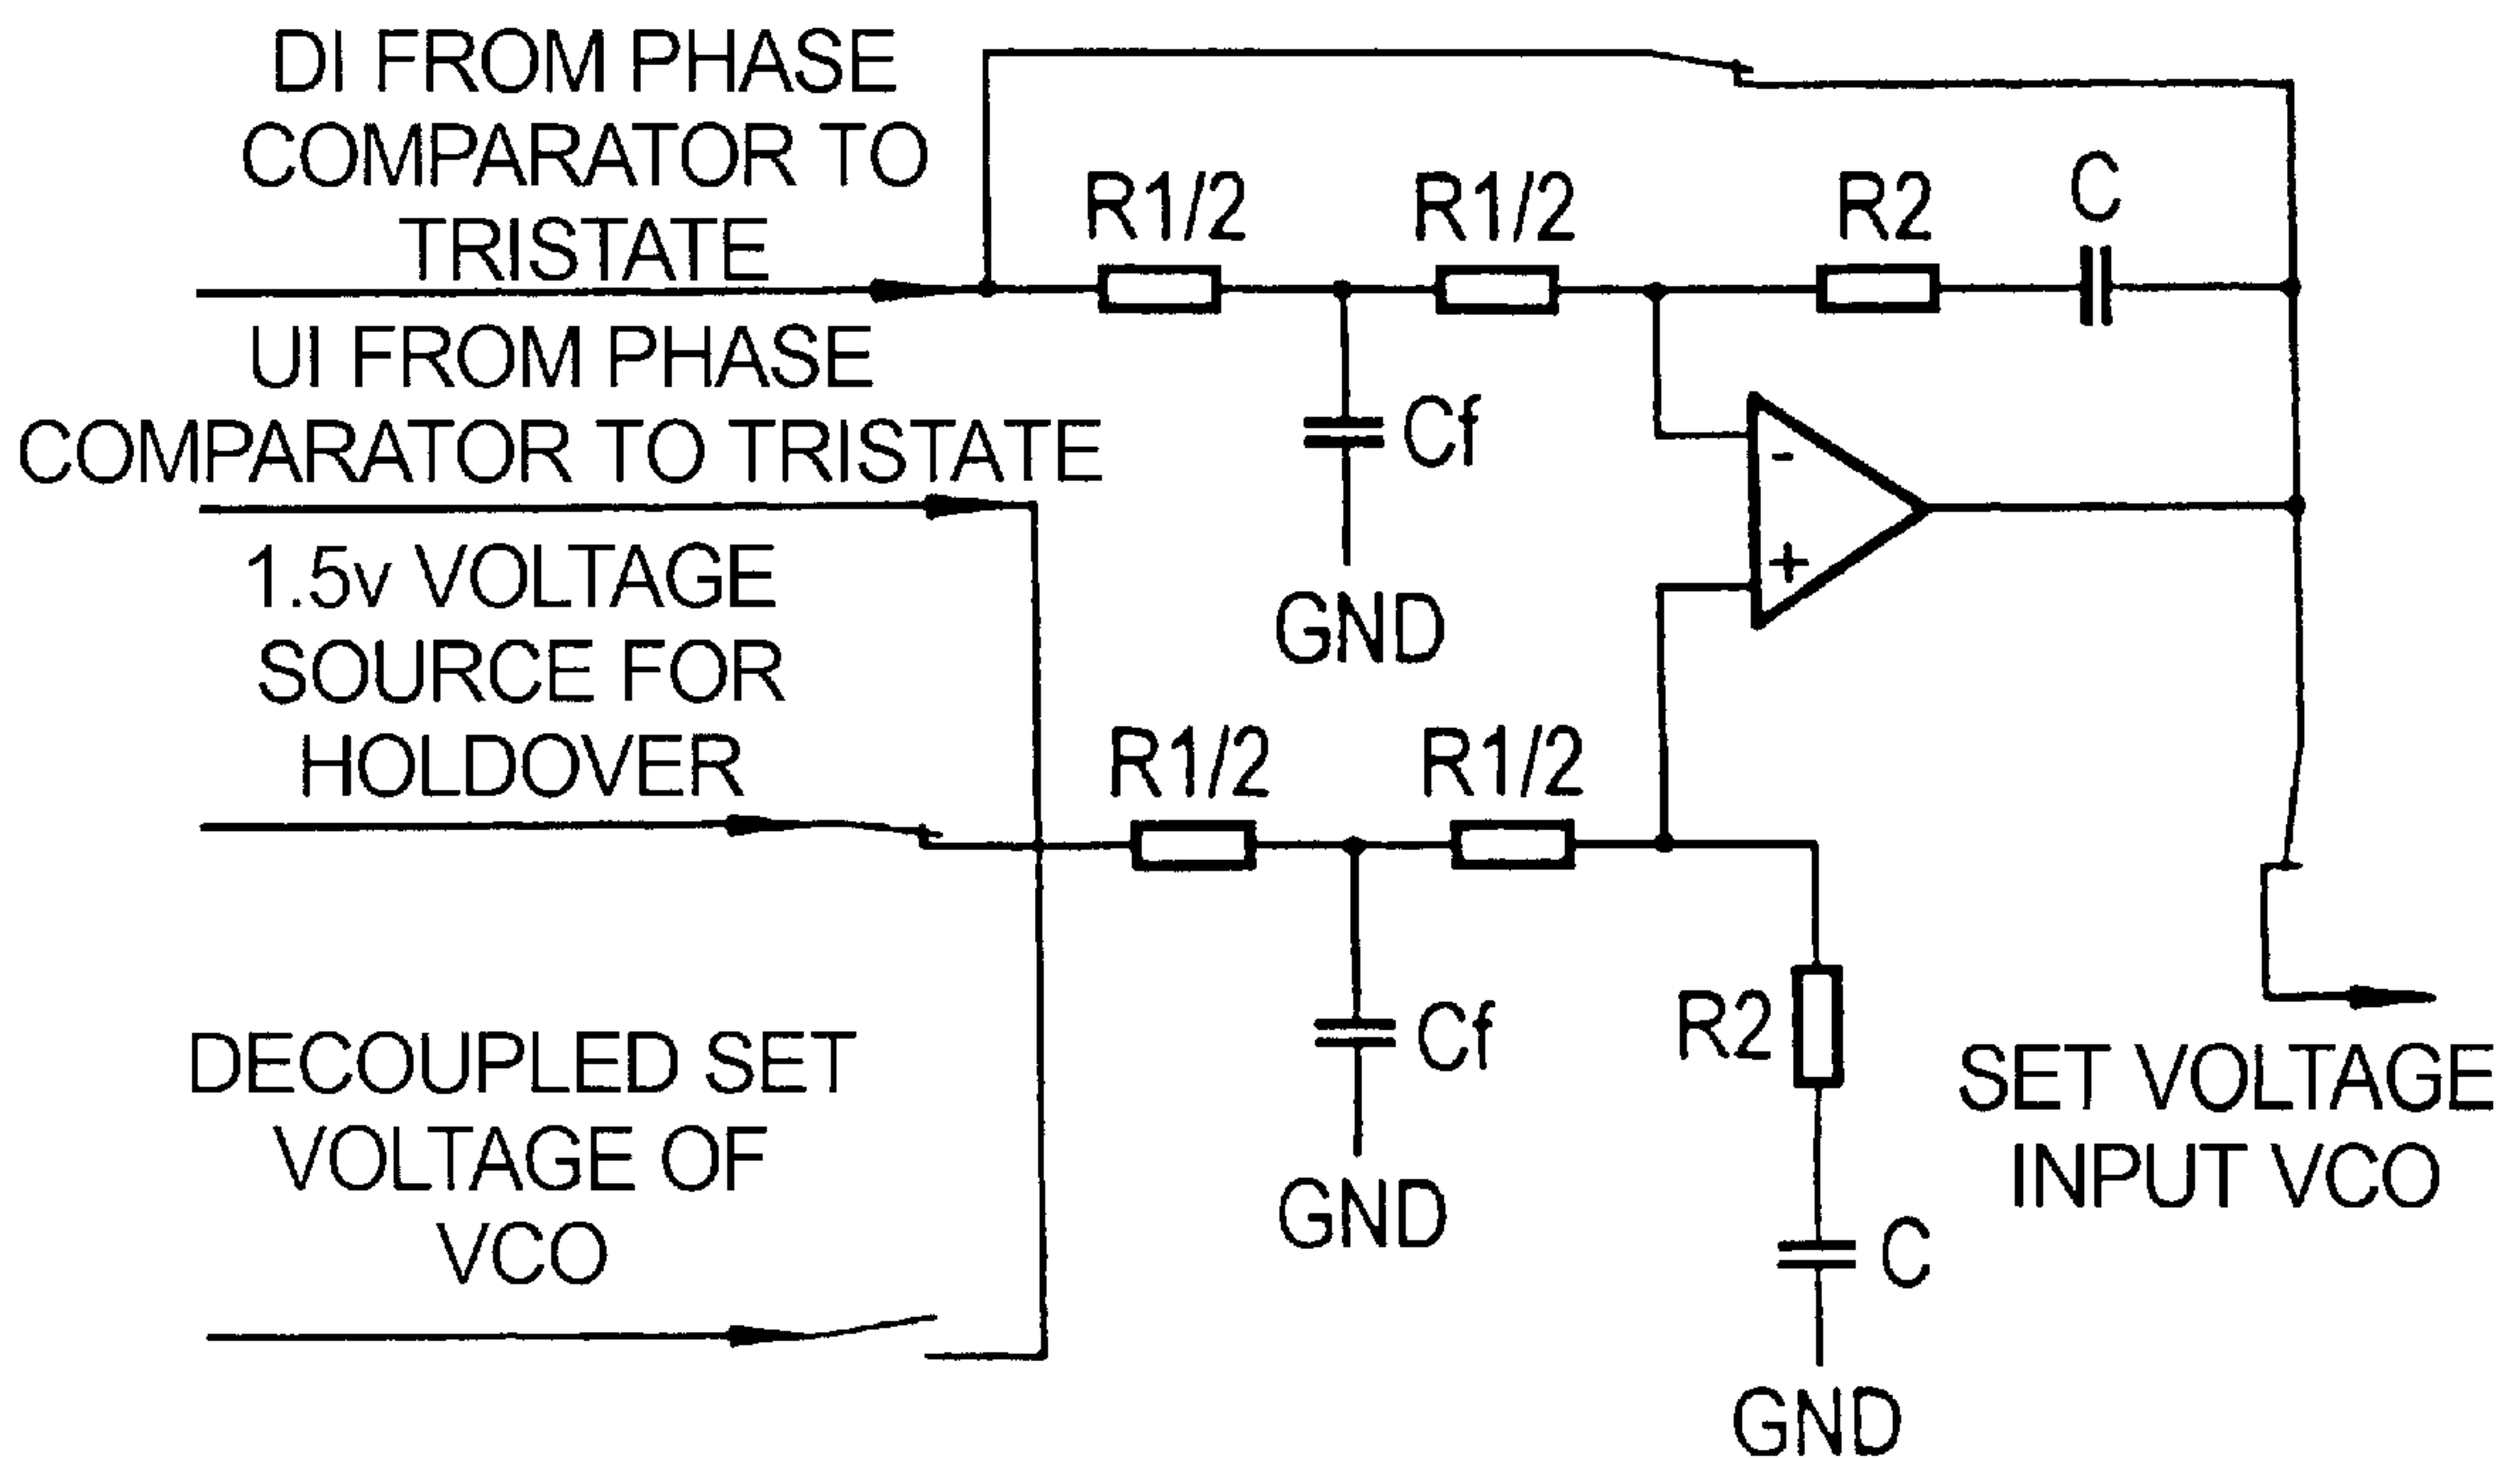 DI FROM PHASE
COMPARATOR TO
TRISTATE
UI FROM PHASE
COMPARATOR TO TRISTATE
1.5v VOLTAGE
SOURCE FOR
HOLDOVER
DECOUPLED SET
VOLTAGE OF
VCO
R1/2
R1/2
R2
C
Cf
GND
-
+
R1/2
R1/2
Cf
GND
R2
C
GND
SET VOLTAGE
INPUT VCO